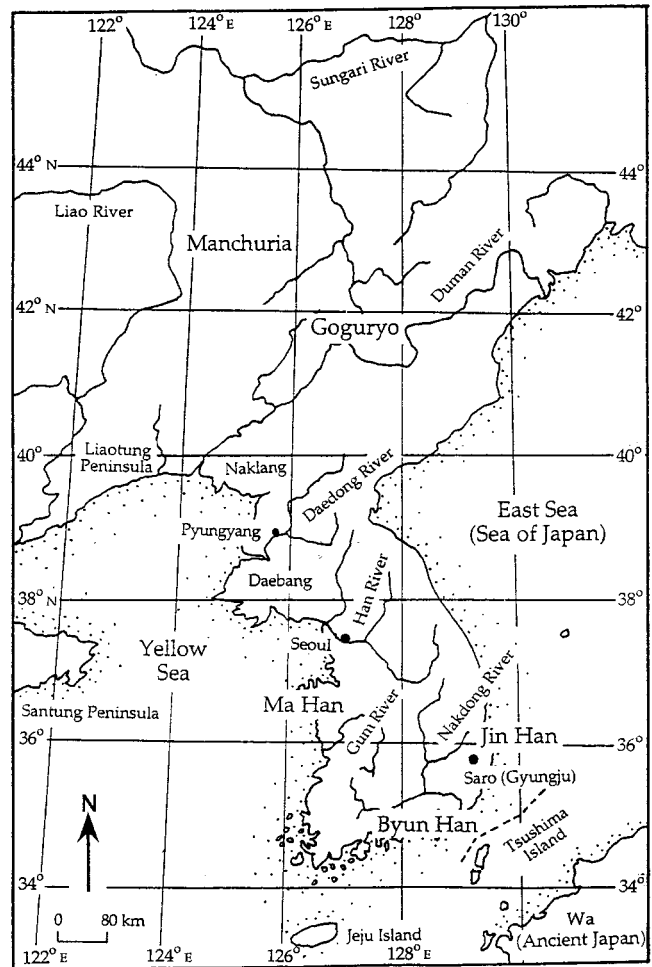 122° 124° E 126° E 128° 130°
Sungari River
44° N 44°
Liao River
Manchuria
Duman River
42° N 42°
Goguryo
40° 40°
Liaotung
Peninsula
Naklang
Daedong River
East Sea
(Sea of Japan)
Pyungyang
Daebang
38° N 38°
Han River
Seoul
Yellow
Sea
Ma Han
Santung Peninsula
Gum River
Nakdong River
Jin Han
36° 36°
Saro (Gyungju)
N
Byun Han
Tsushima
Island
34° 34°
0 80 km
Wa
(Ancient Japan)
Jeju Island
122° E 124° 126° E 128° E 130°